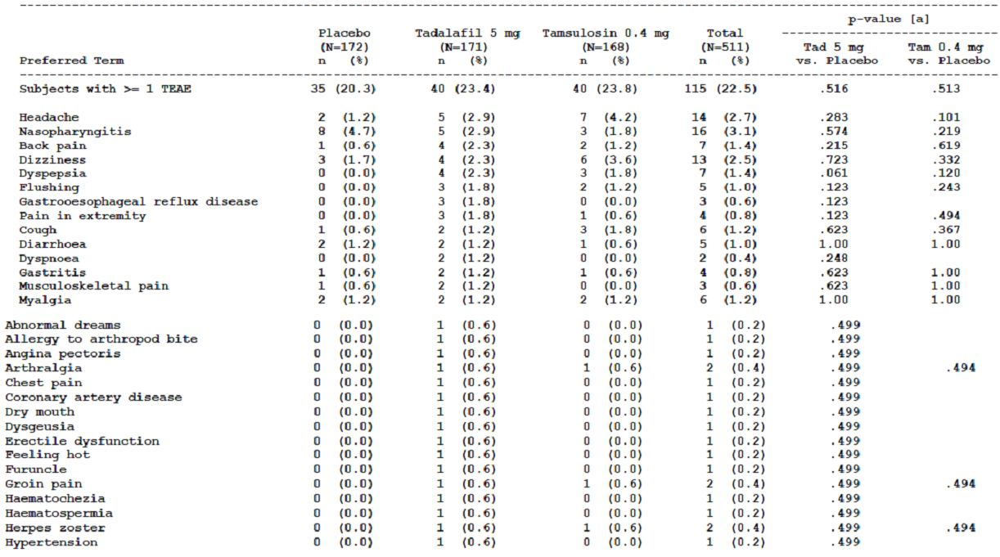 p-value [a]
Placebo Tadalafil 5 mg Tamsulosin 0.4 mg Total
(N=172) (N=171) (N=168) (N=511) Tad 5 mg Tam 0.4 mg
Preferred Term n (%) n (%) n (%) n (%) vs. Placebo vs. Placebo
Subjects with >= 1 TEAE 35 (20.3) 40 (23.4) 40 (23.8) 115 (22.5) .516 .513
Headache 2 (1.2) 5 (2.9) 7 (4.2) 14 (2.7) .283 .101
Nasopharyngitis 8 (4.7) 5 (2.9) 3 (1.8) 16 (3.1) .574 .219
Back pain 1 (0.6) 4 (2.3) 2 (1.2) 7 (1.4) .215 .619
Dizziness 3 (1.7) 4 (2.3) 6 (3.6) 13 (2.5) .723 .332
Dyspepsia 0 (0.0) 4 (2.3) 3 (1.8) 7 (1.4) .061 .120
Flushing 0 (0.0) 3 (1.8) 2 (1.2) 5 (1.0) .123 .243
Gastrooesophageal reflux disease 0 (0.0) 3 (1.8) 0 (0.0) 3 (0.6) .123
Pain in extremity 0 (0.0) 3 (1.8) 1 (0.6) 4 (0.8) .123 .494
Cough 1 (0.6) 2 (1.2) 3 (1.8) 6 (1.2) .623 .367
Diarrhoea 2 (1.2) 2 (1.2) 1 (0.6) 5 (1.0) 1.00 1.00
Dyspnoea 0 (0.0) 2 (1.2) 0 (0.0) 2 (0.4) .248
Gastritis 1 (0.6) 2 (1.2) 1 (0.6) 4 (0.8) .623 1.00
Musculoskeletal pain 1 (0.6) 2 (1.2) 0 (0.0) 3 (0.6) .623 1.00
Myalgia 2 (1.2) 2 (1.2) 2 (1.2) 6 (1.2) 1.00 1.00
Abnormal dreams 0 (0.0) 1 (0.6) 0 (0.0) 1 (0.2) .499
Allergy to arthropod bite 0 (0.0) 1 (0.6) 0 (0.0) 1 (0.2) .499
Angina pectoris 0 (0.0) 1 (0.6) 0 (0.0) 1 (0.2) .499
Arthralgia 0 (0.0) 1 (0.6) 1 (0.6) 2 (0.4) .499 .494
Chest pain 0 (0.0) 1 (0.6) 0 (0.0) 1 (0.2) .499
Coronary artery disease 0 (0.0) 1 (0.6) 0 (0.0) 1 (0.2) .499
Dry mouth 0 (0.0) 1 (0.6) 0 (0.0) 1 (0.2) .499
Dysgeusia 0 (0.0) 1 (0.6) 0 (0.0) 1 (0.2) .499
Erectile dysfunction 0 (0.0) 1 (0.6) 0 (0.0) 1 (0.2) .499
Feeling hot 0 (0.0) 1 (0.6) 0 (0.0) 1 (0.2) .499
Furuncle 0 (0.0) 1 (0.6) 0 (0.0) 1 (0.2) .499
Groin pain 0 (0.0) 1 (0.6) 1 (0.6) 2 (0.4) .499 .494
Haematochezia 0 (0.0) 1 (0.6) 0 (0.0) 1 (0.2) .499
Haematospermia 0 (0.0) 1 (0.6) 0 (0.0) 1 (0.2) .499
Herpes zoster 0 (0.0) 1 (0.6) 1 (0.6) 2 (0.4) .499 .494
Hypertension 0 (0.0) 1 (0.6) 0 (0.0) 1 (0.2) .499